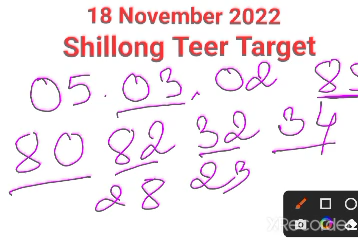 18 November 2022
Shillong Teer Target
05. 03, 02
80 82 32 34
28 23